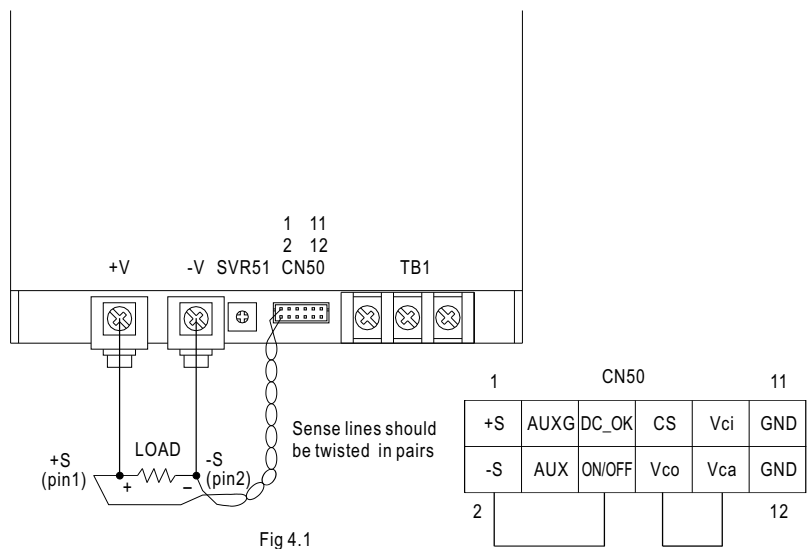 1 11
2 12
+V -V SVR51 CN50 TB1
LOAD
+S
(pin1)
+ −
-S
(pin2)
Sense lines should
be twisted in pairs
Fig 4.1
1 CN50 11
+S AUXG DC_OK CS Vci GND
-S AUX ON/OFF Vco Vca GND
2 12